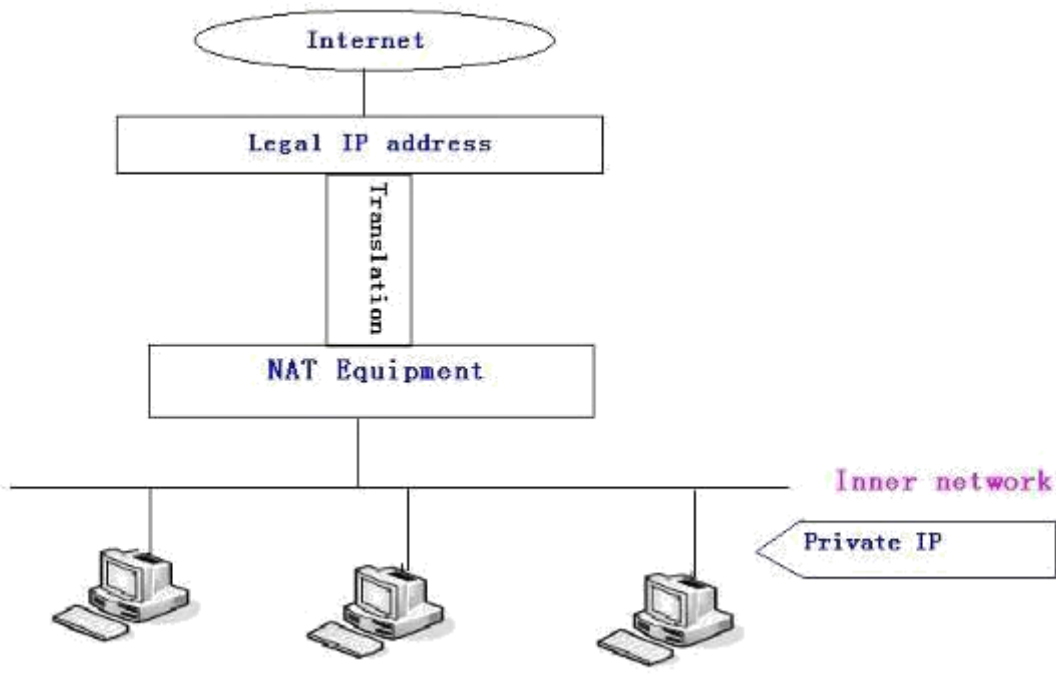 Internet
Legal IP address
Translation
NAT Equipment
Inner network
Private IP